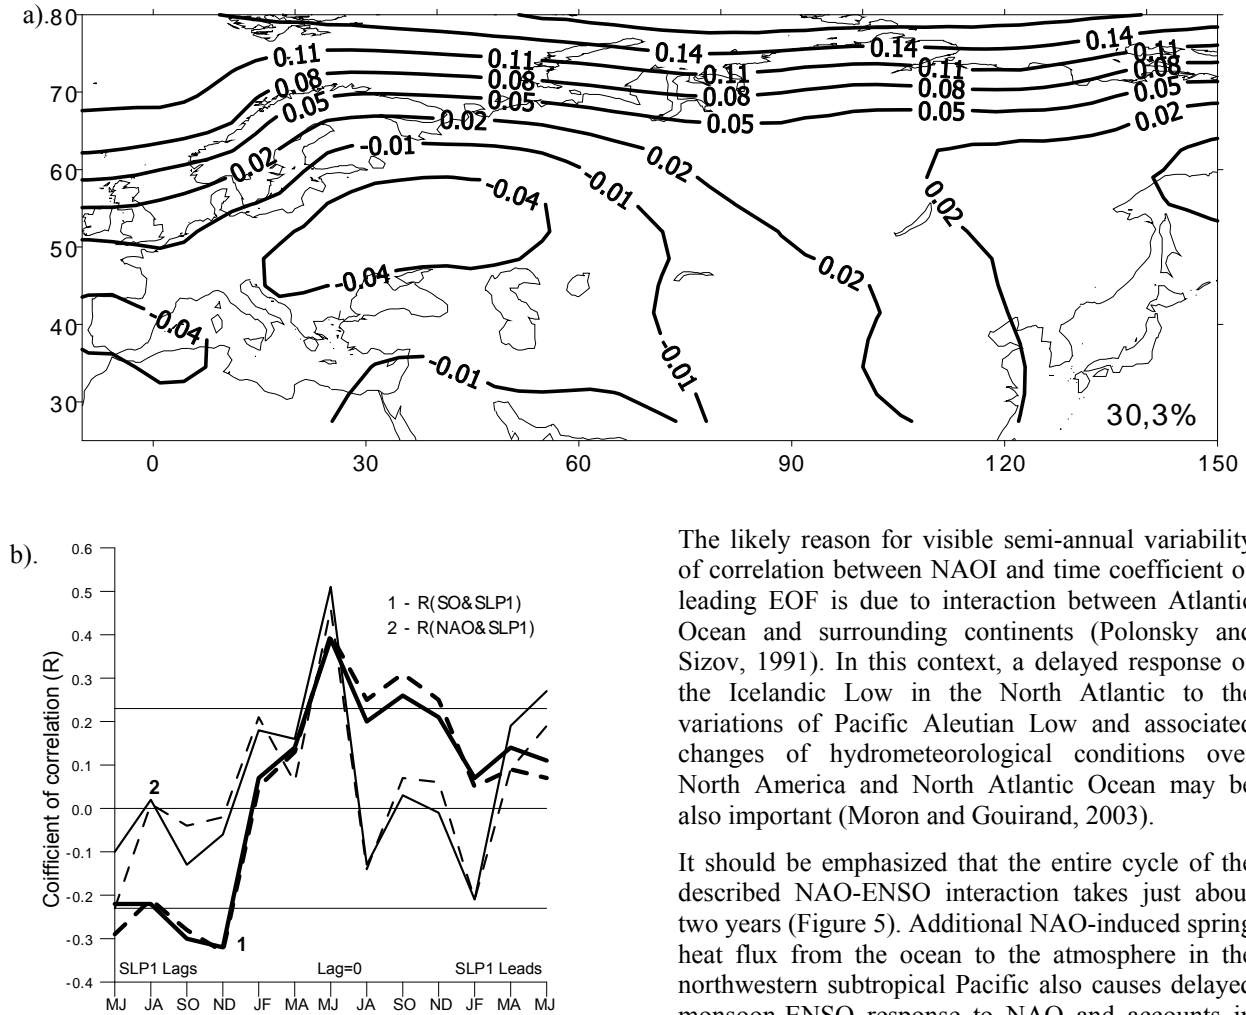 a).
80
70
60
50
40
30
0.11
0.08
0.05
0.02
-0.01
-0.04
-0.04
-0.04
-0.01
0.11
0.08
0.05
0.02
-0.04
-0.01
0.02
0.14
0.11
0.08
0.05
-0.01
0.02
0.14
0.11
0.08
0.05
0.02
0.14
0.11
0.08
0.05
0.02
30,3%
0 30 60 90 120 150
b).
Coifficient of correlation (R)
0.6
0.5
0.4
0.3
0.2
0.1
0.0
-0.1
-0.2
-0.3
-0.4
1 - R(SO&SLP1)
2 - R(NAO&SLP1)
2
1
SLP1 Lags Lag=0 SLP1 Leads
MJ JA SO ND JF MA MJ JA SO ND JF MA MJ
The likely reason for visible semi-annual variability
of correlation between NAOI and time coefficient
leading EOF is due to interaction between Atlantic
Ocean and surrounding continents (Polonsky and
Sizov, 1991). In this context, a delayed response
the Icelandic Low in the North Atlantic to the
variations of Pacific Aleutian Low and associated
changes of hydrometeorological conditions over
North America and North Atlantic Ocean may be
also important (Moron and Gouirand, 2003).
It should be emphasized that the entire cycle of the
described NAO-ENSO interaction takes just about
two years (Figure 5). Additional NAO-induced spring
heat flux from the ocean to the atmosphere in the
northwestern subtropical Pacific also causes delayed
monsoon-ENSO response to NAO and accounts in